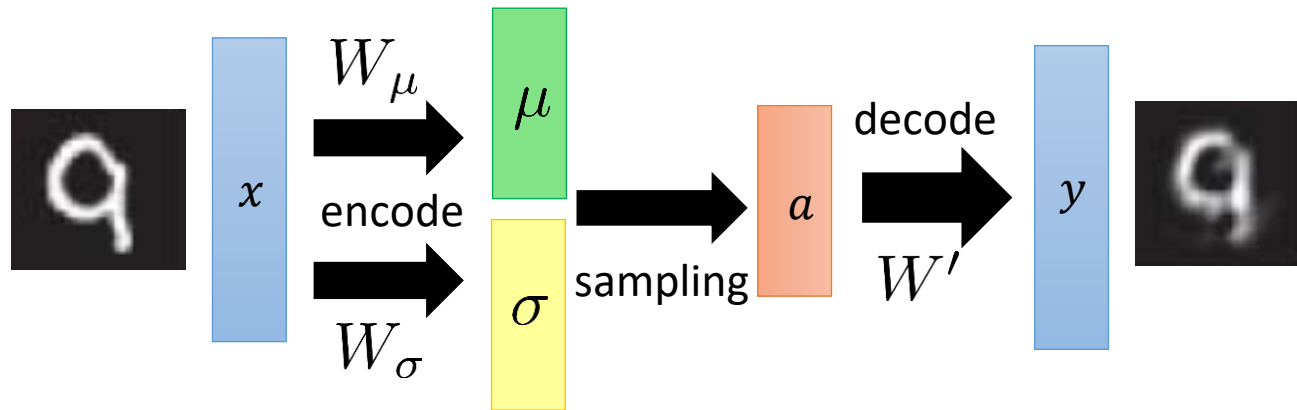 x
W_μ
encode
W_σ
μ
σ
sampling
a
decode
W′
y